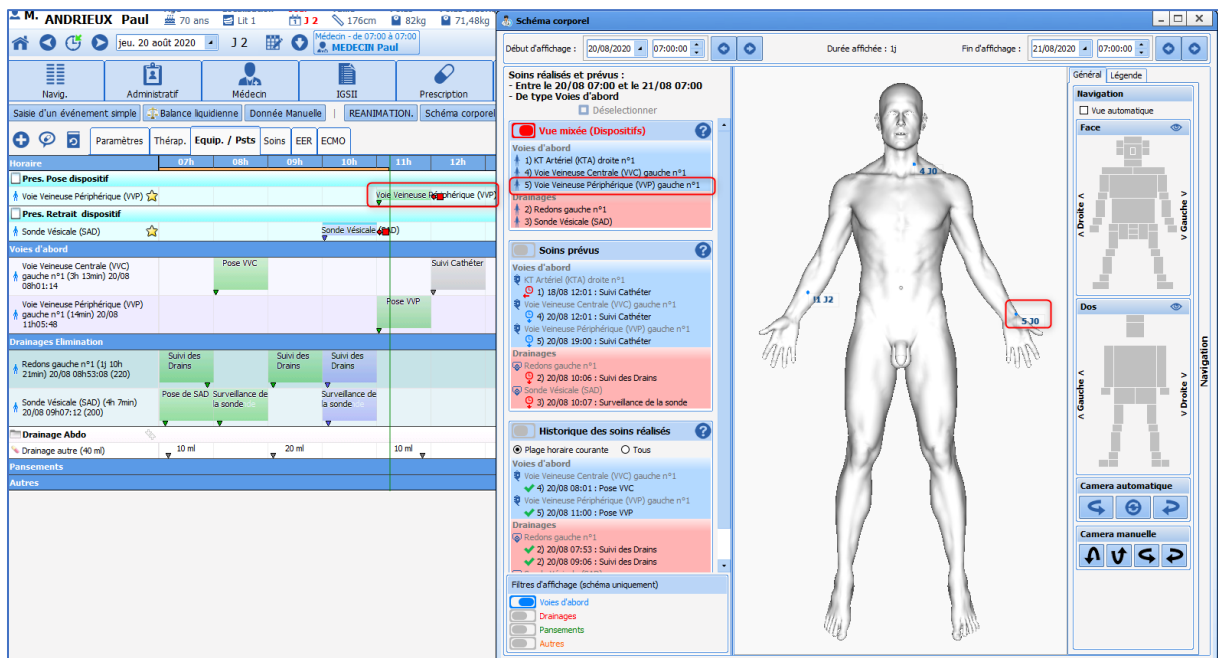 M. ANDRIEUX Paul 70 ans Lit 1 J 2 176cm 82kg 71,48kg
jeu. 20 août 2020 J 2 Médecin - de 07:00 à 07:00
MEDECIN Paul
Navig. Administratif Médecin IGSII Prescription
Saisie d'un événement simple Balance liquidienne Donnée Manuelle | REANIMATION. Schéma corporel
Paramètres Thérap. Equip. / Psts Soins EER ECMO
Horaire 07h 08h 09h 10h 11h 12h
Pres. Pose dispositif
Voie Veineuse Périphérique (VVP) Voie Veineuse Périphérique (VVP)
Pres. Retrait dispositif
Sonde Vésicale (SAD) Sonde Vésicale (SAD)
Voies d'abord
Voie Veineuse Centrale (VVC)
gauche n°1 (3h 13min) 20/08
08h01:14
Pose VVC Suivi Cathéter
Voie Veineuse Périphérique (VVP)
gauche n°1 (14min) 20/08
11h05:48
Pose VVP
Drainages Elimination
Redons gauche n°1 (1j 10h
21min) 20/08 08h53:08 (220)
Suivi des
Drains
Suivi des
Drains
Suivi des
Drains
Sonde Vésicale (SAD) (4h 7min)
20/08 09h07:12 (200)
Pose de SAD
Surveillance de
la sonde
Surveillance de
la sonde
Drainage Abdo
Drainage autre (40 ml) 10 ml 20 ml 10 ml
Pansements
Autres
Schéma corporel
Début d'affichage : 20/08/2020 07:00:00 Durée affichée : 1j Fin d'affichage : 21/08/2020 07:00:00
Soins réalisés et prévus :
- Entre le 20/08 07:00 et le 21/08 07:00
- De type Voies d'abord
Désélectionner
Vue mixée (Dispositifs)
Voies d'abord
1) KT Artériel (KTA) droite n°1
4) Voie Veineuse Centrale (VVC) gauche n°1
5) Voie Veineuse Périphérique (VVP) gauche n°1
Drainages
2) Redons gauche n°1
3) Sonde Vésicale (SAD)
Soins prévus
Voies d'abord
KT Artériel (KTA) droite n°1
1) 18/08 12:01 : Suivi Cathéter
Voie Veineuse Centrale (VVC) gauche n°1
4) 20/08 12:01 : Suivi Cathéter
Voie Veineuse Périphérique (VVP) gauche n°1
5) 20/08 19:00 : Suivi Cathéter
Drainages
Redons gauche n°1
2) 20/08 10:06 : Suivi des Drains
Sonde Vésicale (SAD)
3) 20/08 10:07 : Surveillance de la sonde
Historique des soins réalisés
Plage horaire courante Tous
Voies d'abord
Voie Veineuse Centrale (VVC) gauche n°1
4) 20/08 08:01 : Pose VVC
Voie Veineuse Périphérique (VVP) gauche n°1
5) 20/08 11:00 : Pose VVP
Drainages
Redons gauche n°1
2) 20/08 07:53 : Suivi des Drains
2) 20/08 09:06 : Suivi des Drains
Filtres d'affichage (schéma uniquement)
Voies d'abord
Drainages
Pansements
Autres
4 J0
J1 J2
5 J0
Général Légende
Navigation
Vue automatique
Face
< Droite ^
v Gauche >
Dos
< Gauche ^
v Droite >
Camera automatique
Camera manuelle
Navigation